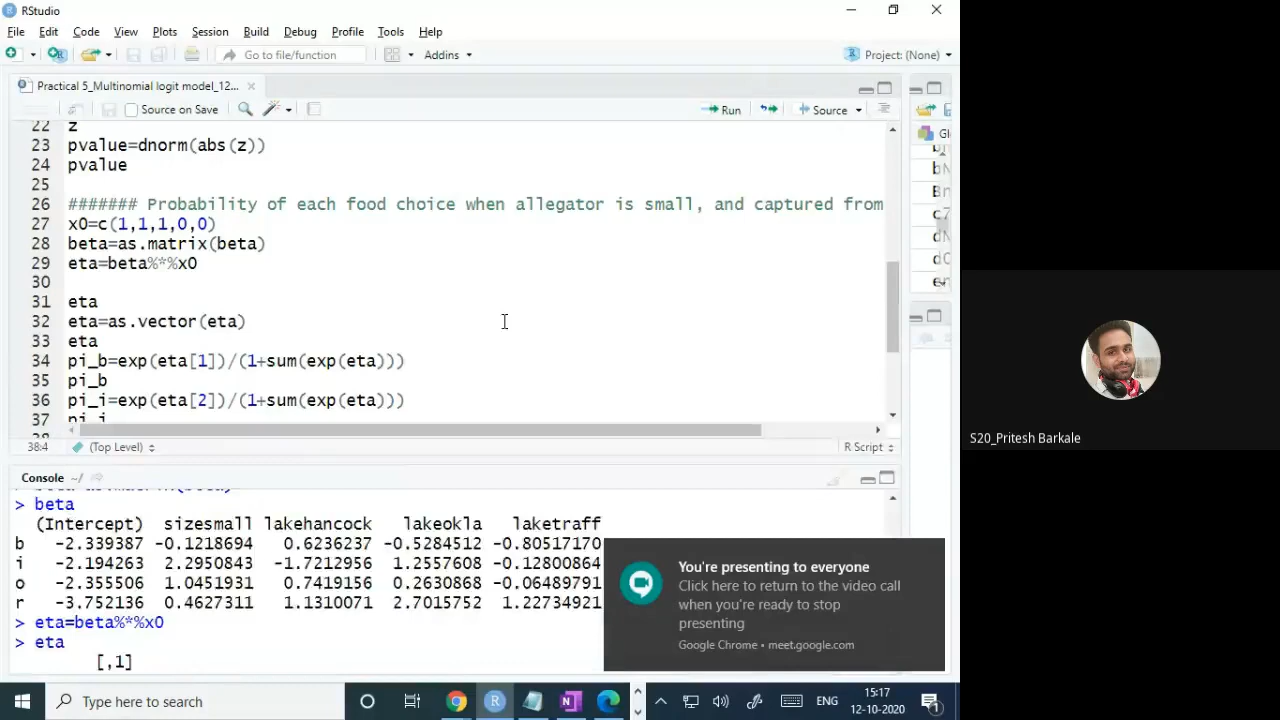 RStudio
File Edit Code View Plots Session Build Debug Profile Tools Help
Go to file/function Addins Project: (None)
Practical 5_Multinomial logit model_12...
Source on Save Run Source
22 z
23 pvalue=dnorm(abs(z))
24 pvalue
25
26 ####### Probability of each food choice when allegator is small, and captured from
27 x0=c(1,1,1,0,0)
28 beta=as.matrix(beta)
29 eta=beta%*%x0
30
31 eta
32 eta=as.vector(eta)
33 eta
34 pi_b=exp(eta[1])/(1+sum(exp(eta)))
35 pi_b
36 pi_i=exp(eta[2])/(1+sum(exp(eta)))
37 pi_i
38:4 (Top Level) R Script
Console ~/
> beta
(Intercept) sizesmall lakehancock lakeokla laketraff
b -2.339387 -0.1218694 0.6236237 -0.5284512 -0.80517170
i -2.194263 2.2950843 -1.7212956 1.2557608 -0.12800864
o -2.355506 1.0451931 0.7419156 0.2630868 -0.06489791
r -3.752136 0.4627311 1.1310071 2.7015752 1.22734921
> eta=beta%*%x0
> eta
[,1]
You're presenting to everyone
Click here to return to the video call
when you're ready to stop
presenting
Google Chrome • meet.google.com
S20_Pritesh Barkale
Type here to search
ENG
15:17
12-10-2020
1